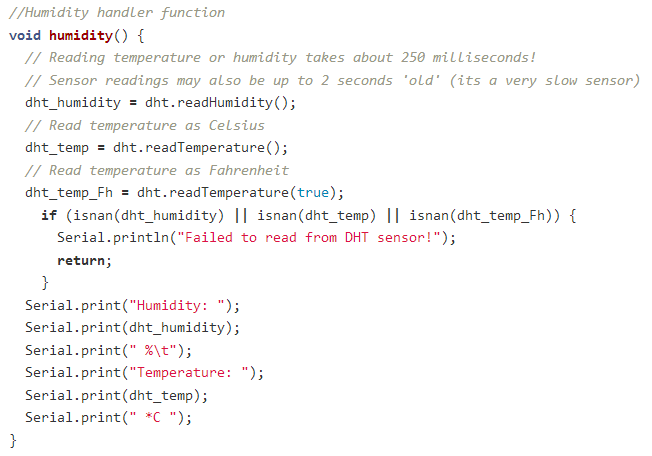 //Humidity handler function
void humidity() {
  // Reading temperature or humidity takes about 250 milliseconds!
  // Sensor readings may also be up to 2 seconds 'old' (its a very slow sensor)
  dht_humidity = dht.readHumidity();
  // Read temperature as Celsius
  dht_temp = dht.readTemperature();
  // Read temperature as Fahrenheit
  dht_temp_Fh = dht.readTemperature(true);
    if (isnan(dht_humidity) || isnan(dht_temp) || isnan(dht_temp_Fh)) {
      Serial.println("Failed to read from DHT sensor!");
      return;
    }
  Serial.print("Humidity: ");
  Serial.print(dht_humidity);
  Serial.print(" %\t");
  Serial.print("Temperature: ");
  Serial.print(dht_temp);
  Serial.print(" *C ");
}